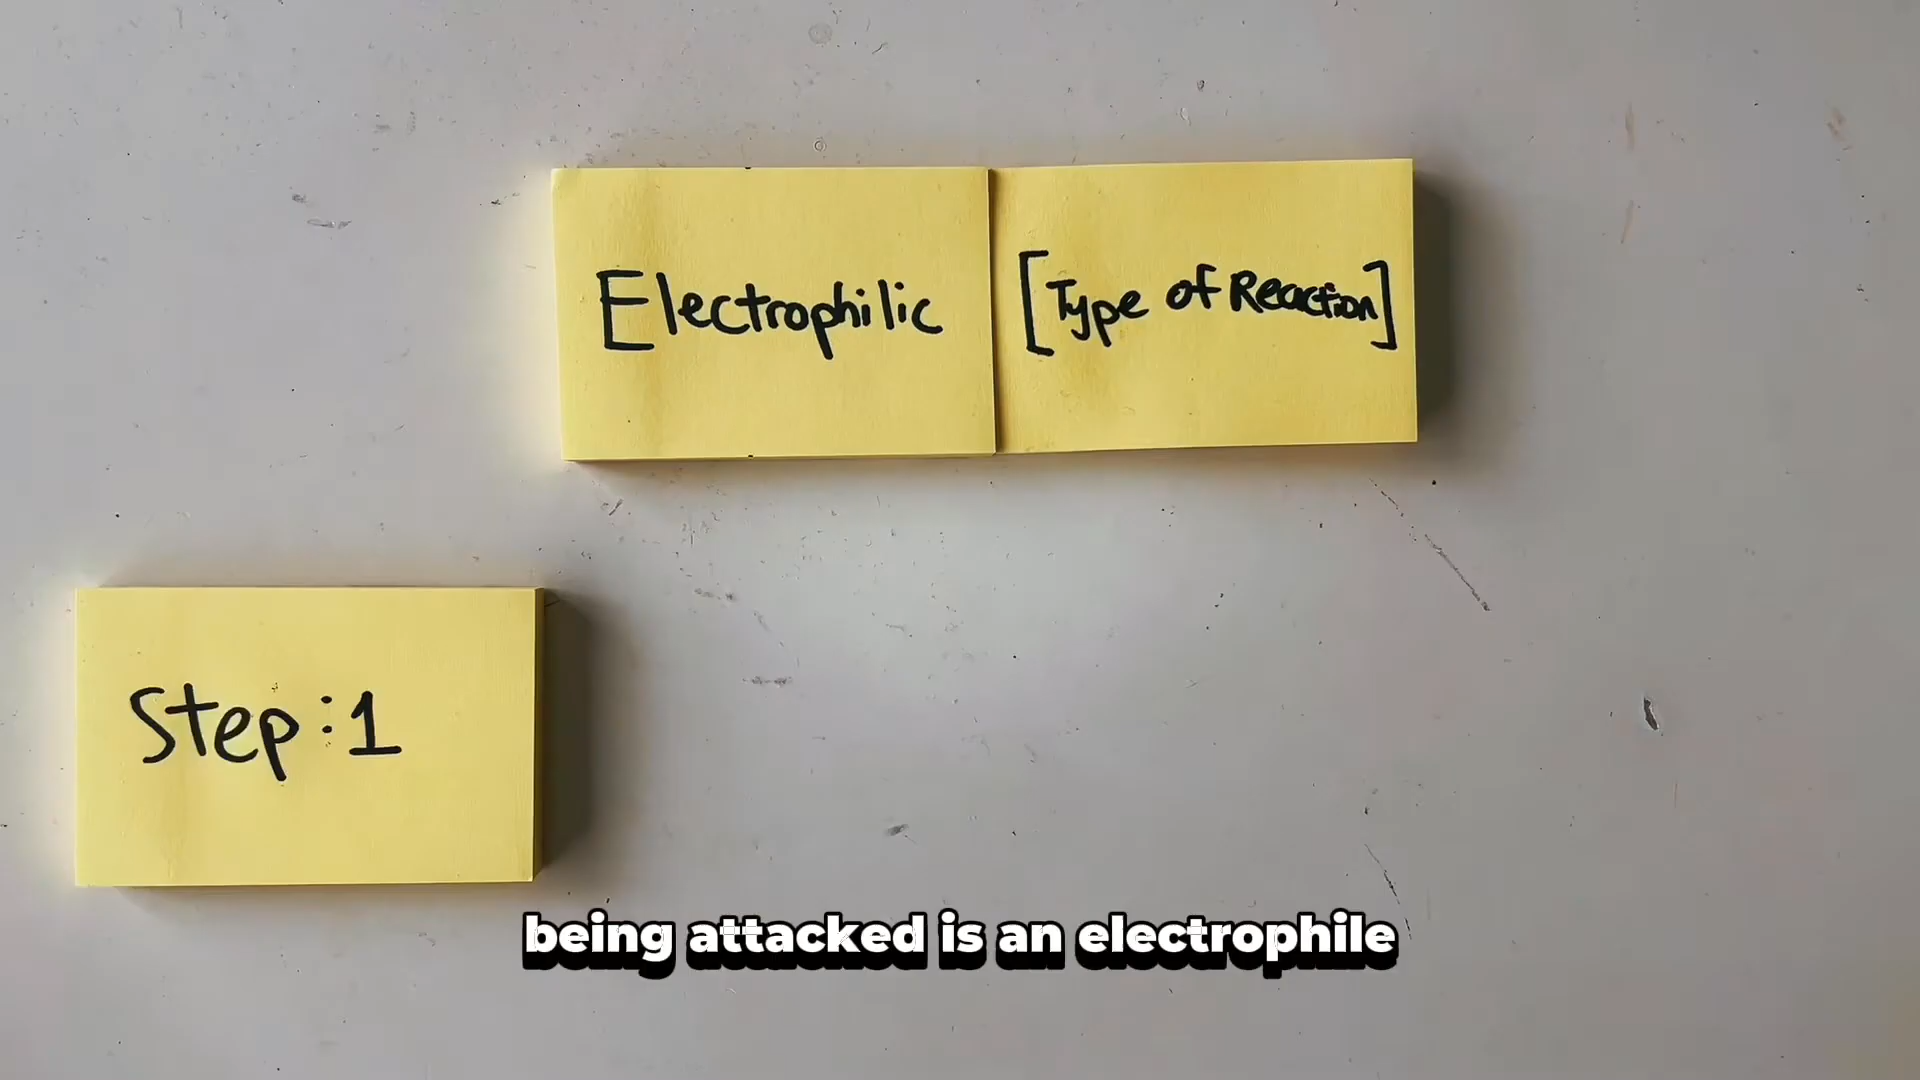 Electrophilic [Type of Reaction]
Step:1
being attacked is an electrophile